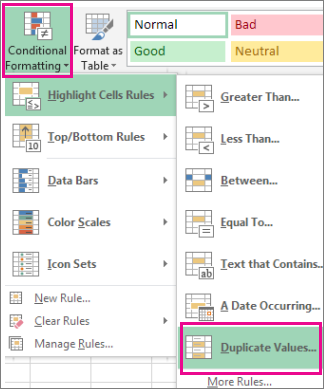 Conditional Formatting
Format as Table
Normal
Bad
Good
Neutral
Highlight Cells Rules
Top/Bottom Rules
10
Data Bars
Color Scales
Icon Sets
New Rule...
Clear Rules
Manage Rules...
Greater Than...
Less Than...
Between...
Equal To...
Text that Contains...
ab
A Date Occurring...
Duplicate Values...
More Rules...